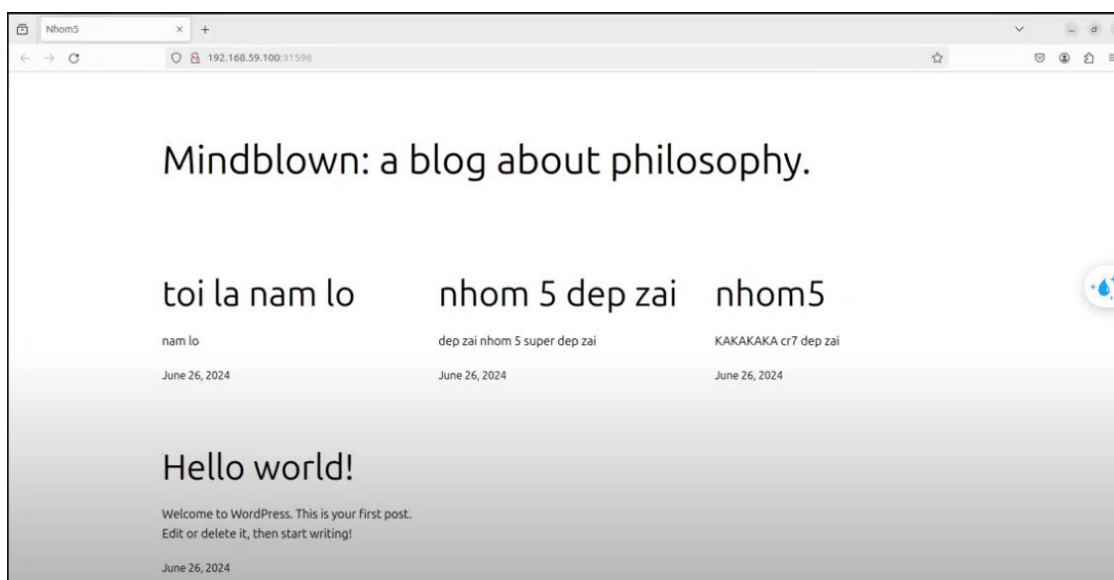 Nhom5
192.168.59.100:31596
Mindblown: a blog about philosophy.
toi la nam lo
nam lo
June 26, 2024
nhom 5 dep zai
dep zai nhom 5 super dep zai
June 26, 2024
nhom5
KAKAKAKA cr7 dep zai
June 26, 2024
Hello world!
Welcome to WordPress. This is your first post.
Edit or delete it, then start writing!
June 26, 2024